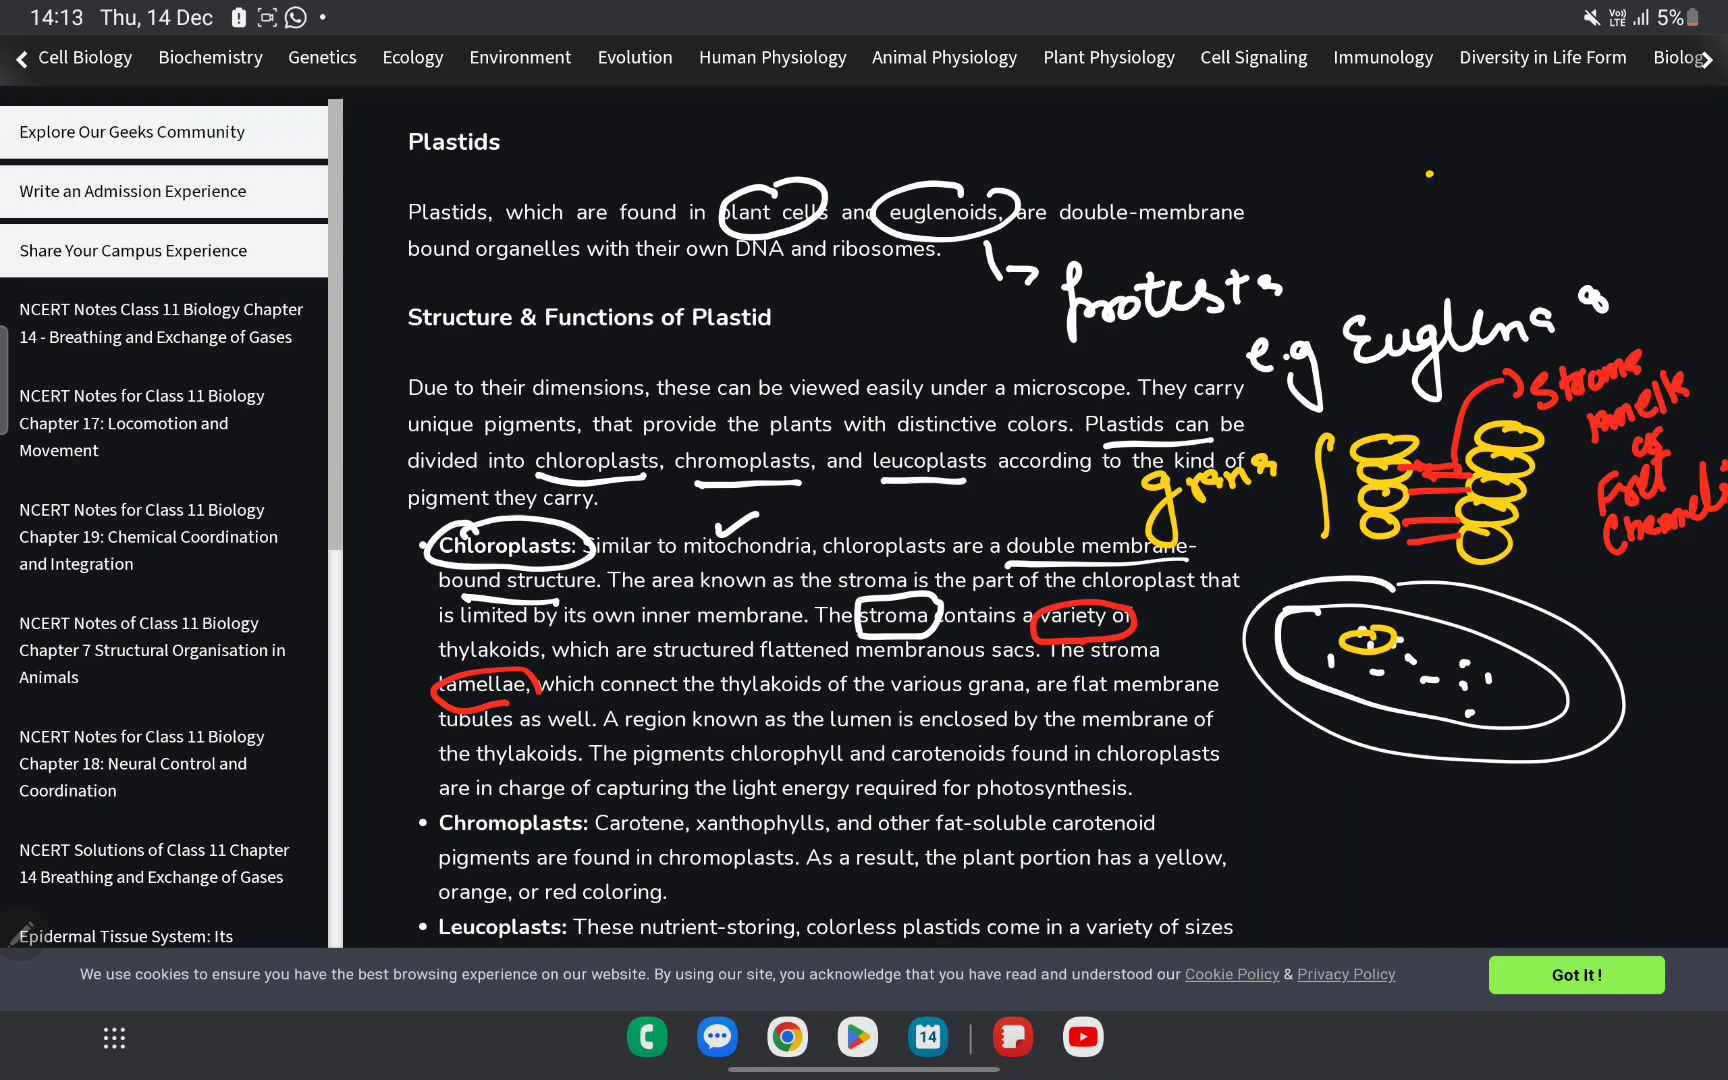 14:13 Thu, 14 Dec
Vo)) LTE 5%
Cell Biology Biochemistry Genetics Ecology Environment Evolution Human Physiology Animal Physiology Plant Physiology Cell Signaling Immunology Diversity in Life Form Biolog
Explore Our Geeks Community
Write an Admission Experience
Share Your Campus Experience
NCERT Notes Class 11 Biology Chapter
14 - Breathing and Exchange of Gases
NCERT Notes for Class 11 Biology
Chapter 17: Locomotion and
Movement
NCERT Notes for Class 11 Biology
Chapter 19: Chemical Coordination
and Integration
NCERT Notes of Class 11 Biology
Chapter 7 Structural Organisation in
Animals
NCERT Notes for Class 11 Biology
Chapter 18: Neural Control and
Coordination
NCERT Solutions of Class 11 Chapter
14 Breathing and Exchange of Gases
Epidermal Tissue System: Its
Plastids
Plastids, which are found in plant cells and euglenoids, are double-membrane
bound organelles with their own DNA and ribosomes.
Structure & Functions of Plastid
Due to their dimensions, these can be viewed easily under a microscope. They carry
unique pigments, that provide the plants with distinctive colors. Plastids can be
divided into chloroplasts, chromoplasts, and leucoplasts according to the kind of
pigment they carry.
• Chloroplasts: Similar to mitochondria, chloroplasts are a double membrane-
bound structure. The area known as the stroma is the part of the chloroplast that
is limited by its own inner membrane. The stroma contains a variety of
thylakoids, which are structured flattened membranous sacs. The stroma
lamellae, which connect the thylakoids of the various grana, are flat membrane
tubules as well. A region known as the lumen is enclosed by the membrane of
the thylakoids. The pigments chlorophyll and carotenoids found in chloroplasts
are in charge of capturing the light energy required for photosynthesis.
• Chromoplasts: Carotene, xanthophylls, and other fat-soluble carotenoid
pigments are found in chromoplasts. As a result, the plant portion has a yellow,
orange, or red coloring.
• Leucoplasts: These nutrient-storing, colorless plastids come in a variety of sizes
protests
e.g Euglena
grana
Stroma
or
Fret
Channel
We use cookies to ensure you have the best browsing experience on our website. By using our site, you acknowledge that you have read and understood our Cookie Policy & Privacy Policy
Got It !
14